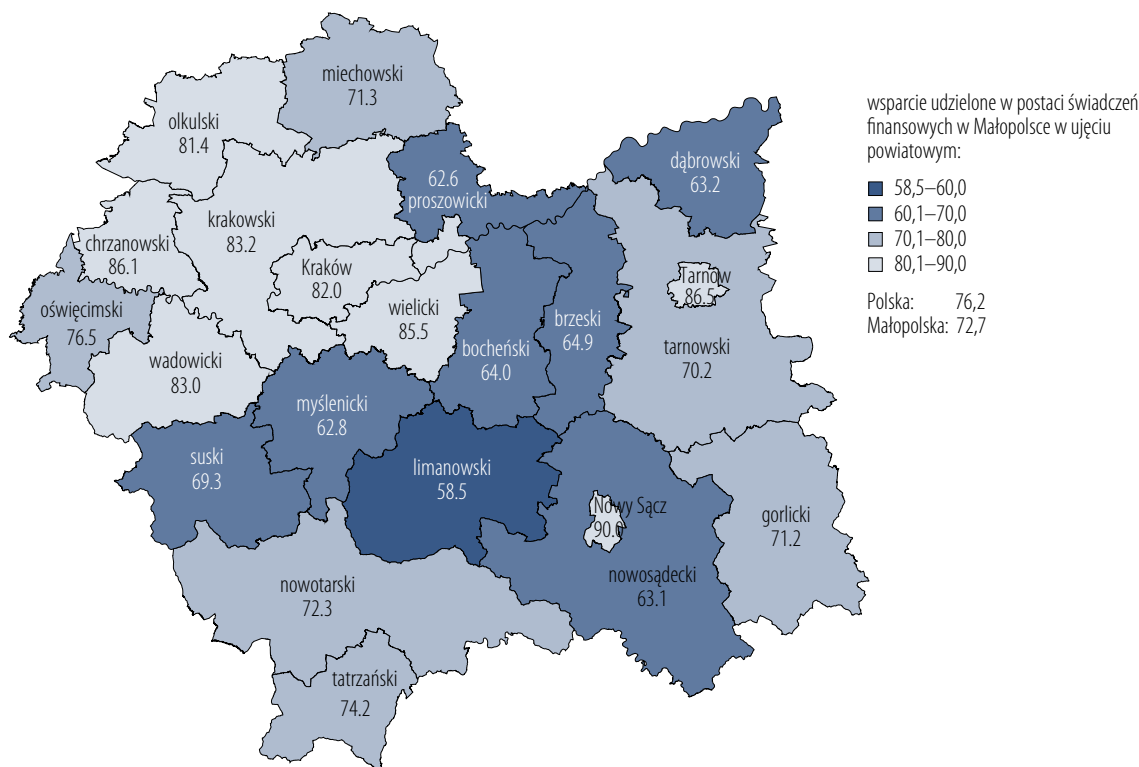 miechowski
71.3
olkulski
81.4
62.6
proszowicki
dąbrowski
63.2
krakowski
83.2
chrzanowski
86.1
Kraków
82.0
Tarnów
86.5
oświęcimski
76.5
wielicki
85.5
brzeski
64.9
bocheński
64.0
tarnowski
70.2
wadowicki
83.0
myślenicki
62.8
suski
69.3
limanowski
58.5
Nowy Sącz
90.0
gorlicki
71.2
nowosądecki
63.1
nowotarski
72.3
tatrzański
74.2
wsparcie udzielone w postaci świadczeń
finansowych w Małopolsce w ujęciu
powiatowym:
58,5–60,0
60,1–70,0
70,1–80,0
80,1–90,0
Polska: 76,2
Małopolska: 72,7